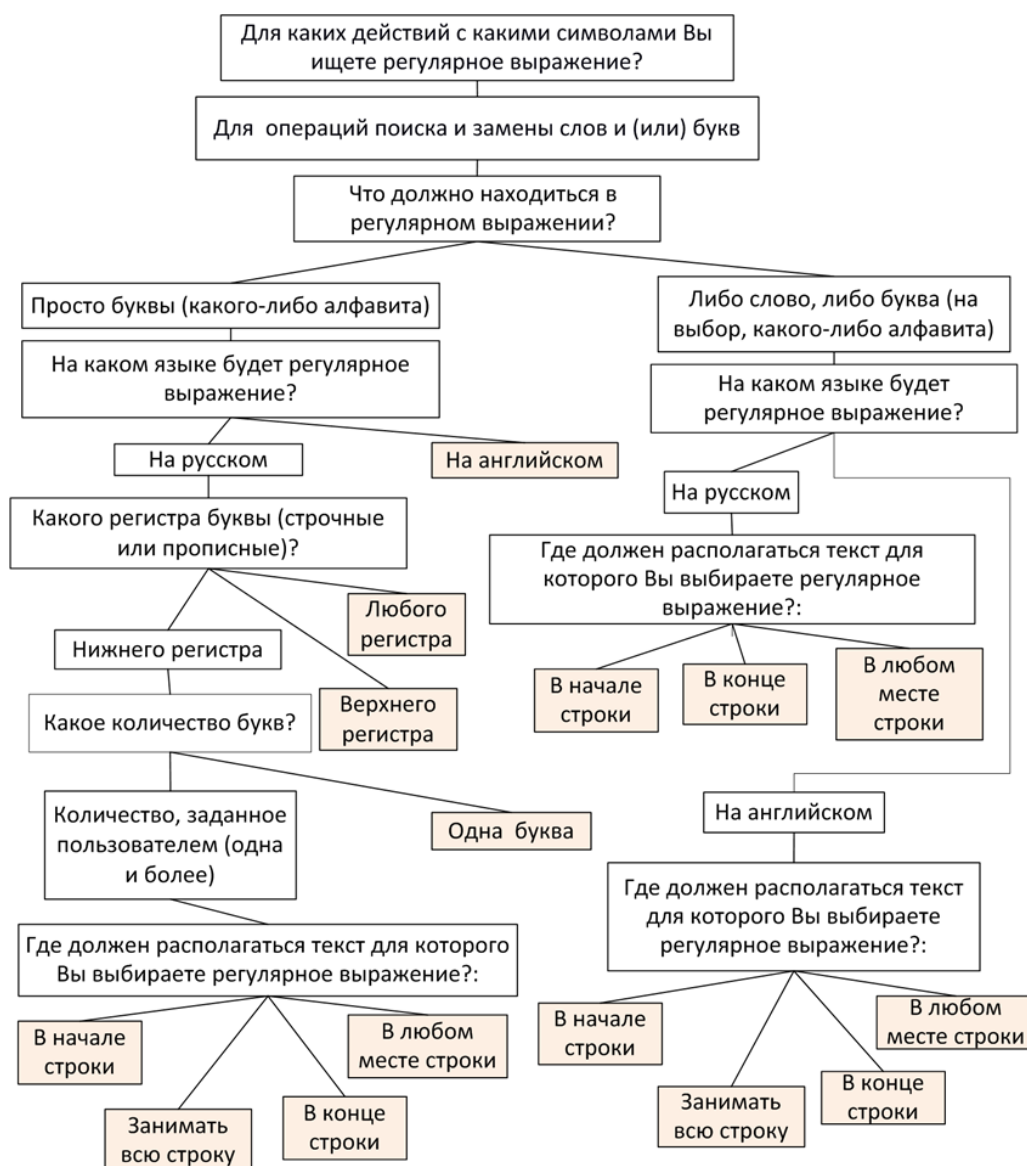 Для каких действий с какими символами Вы
ищете регулярное выражение?
Для операций поиска и замены слов и (или) букв
Что должно находиться в
регулярном выражении?
Просто буквы (какого-либо алфавита)
На каком языке будет регулярное
выражение?
На русском
На английском
Какого регистра буквы (строчные
или прописные)?
Любого
регистра
Нижнего регистра
Верхнего
регистра
Какое количество букв?
Количество, заданное
пользователем (одна
и более)
Одна буква
Где должен располагаться текст для которого
Вы выбираете регулярное выражение?:
В начале
строки
В любом
месте строки
Занимать
всю строку
В конце
строки
Либо слово, либо буква (на
выбор, какого-либо алфавита)
На каком языке будет
регулярное выражение?
На русском
Где должен располагаться текст для
которого Вы выбираете регулярное
выражение?:
В начале
строки
В конце
строки
В любом
месте
строки
На английском
Где должен располагаться текст
для которого Вы выбираете
регулярное выражение?:
В начале
строки
В любом
месте строки
Занимать
всю строку
В конце
строки